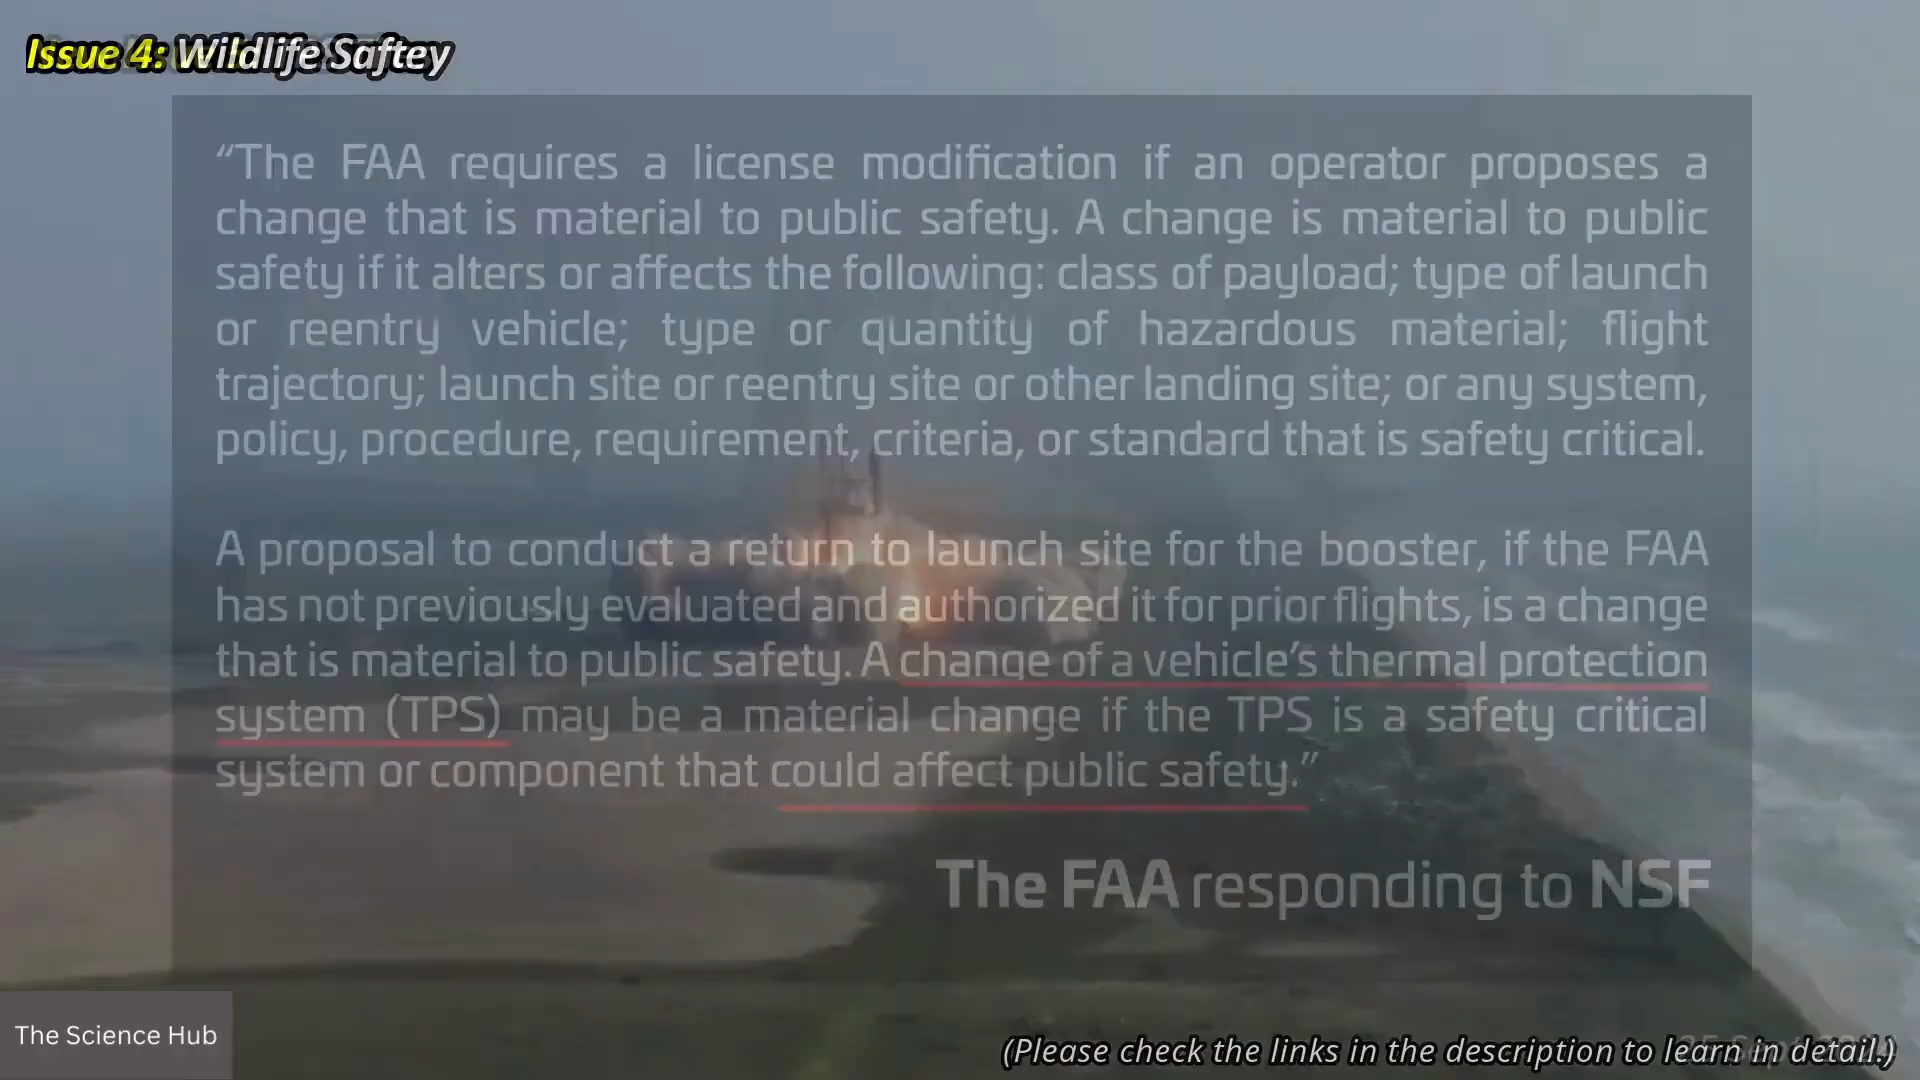 Issue 4: Wildlife Saftey
“The FAA requires a license modification if an operator proposes a
change that is material to public safety. A change is material to public
safety if it alters or affects the following: class of payload; type of launch
or reentry vehicle; type or quantity of hazardous material; flight
trajectory; launch site or reentry site or other landing site; or any system,
policy, procedure, requirement, criteria, or standard that is safety critical.
A proposal to conduct a return to launch site for the booster, if the FAA
has not previously evaluated and authorized it for prior flights, is a change
that is material to public safety. A change of a vehicle’s thermal protection
system (TPS) may be a material change if the TPS is a safety critical
system or component that could affect public safety.”
The FAA responding to NSF
The Science Hub
(Please check the links in the description to learn in detail.)